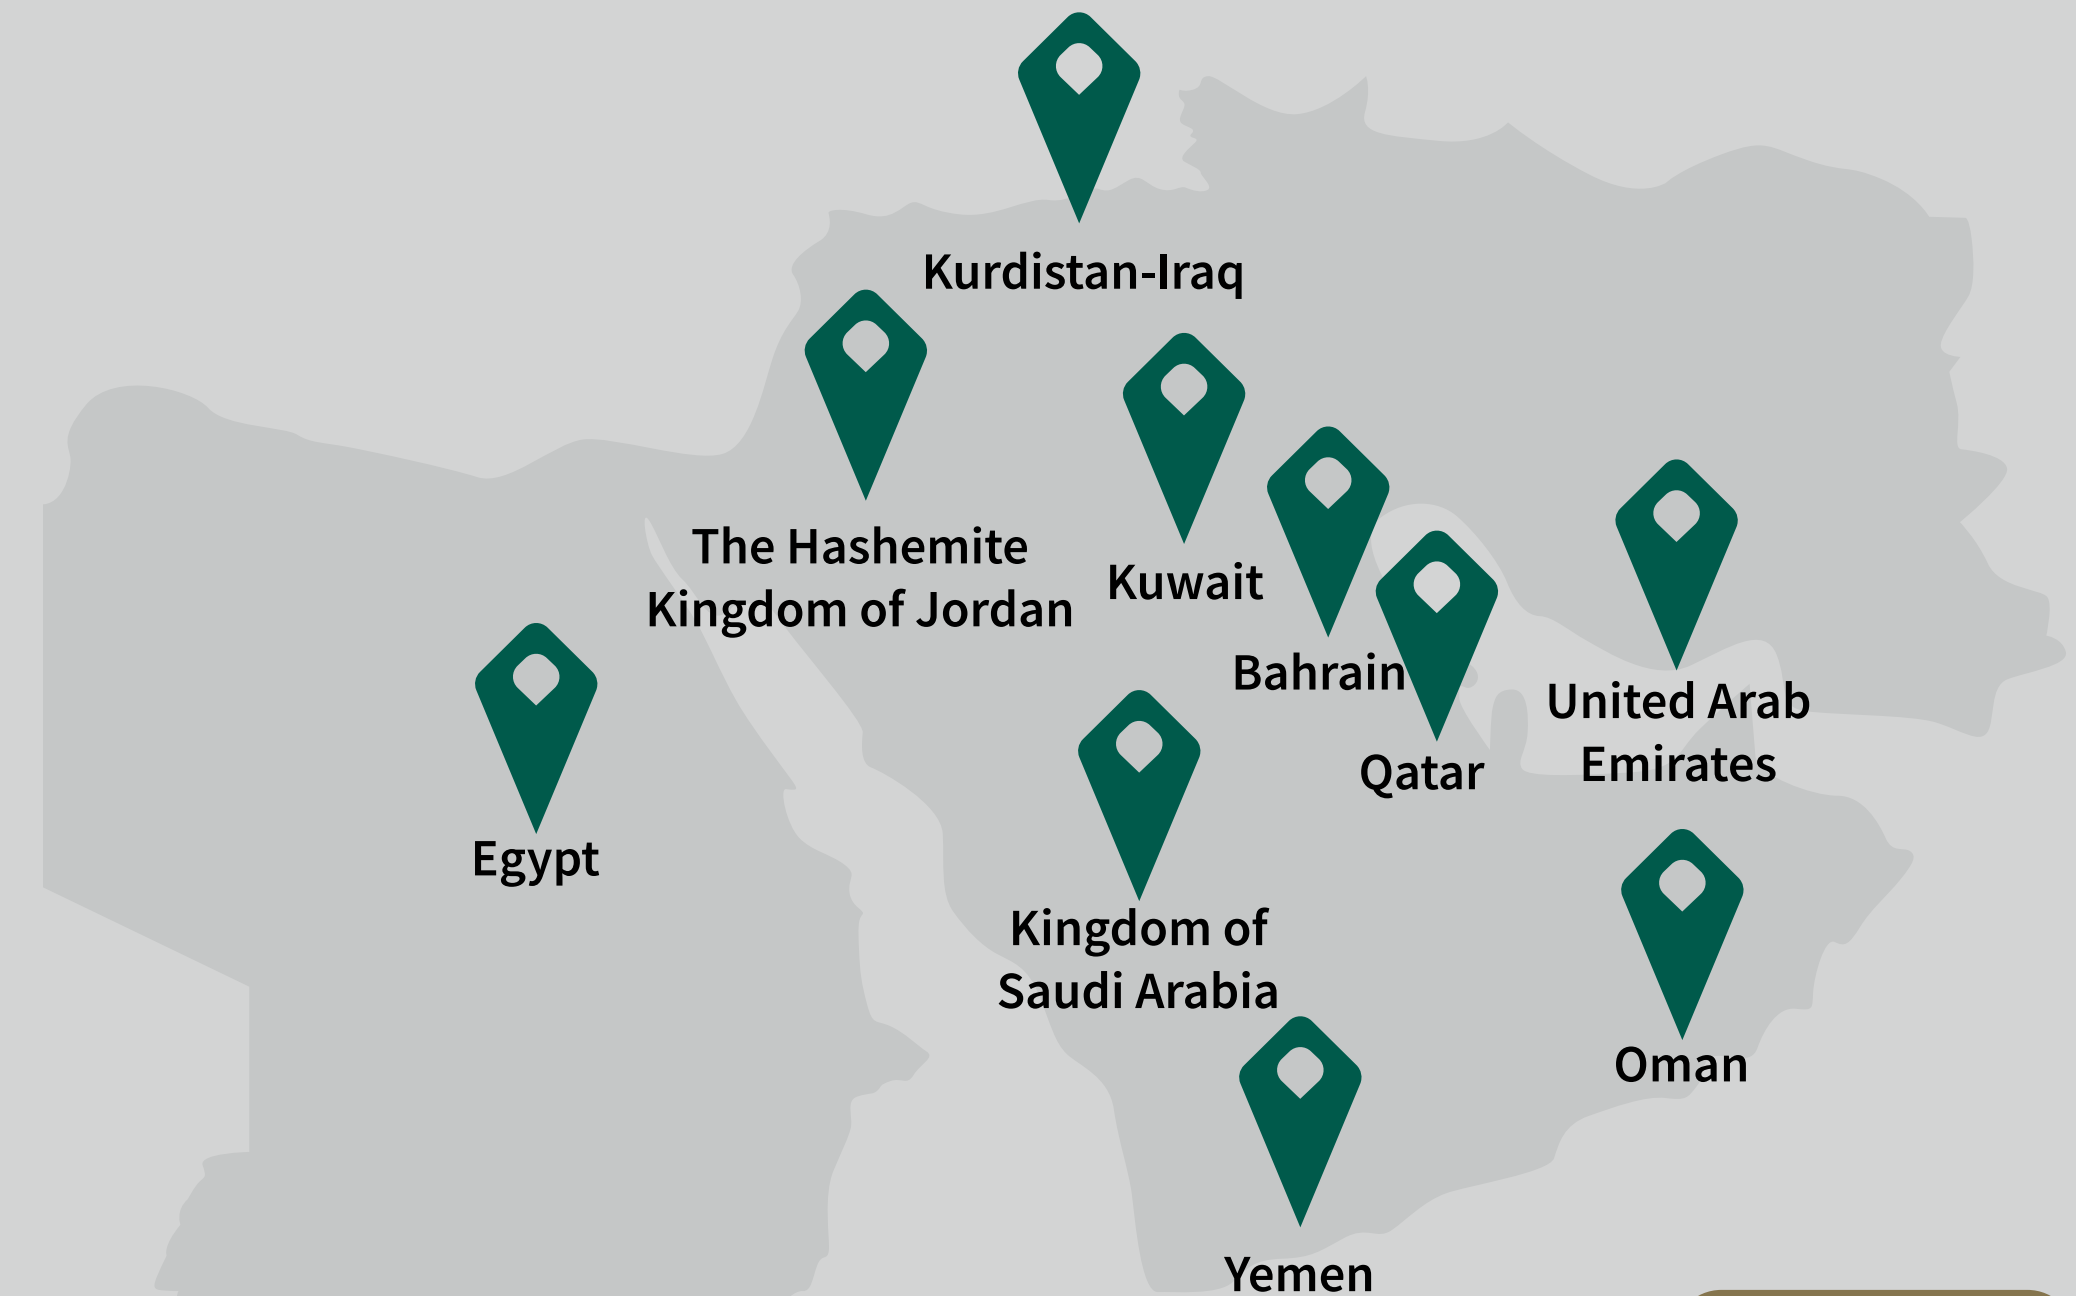 Kurdistan-Iraq
The Hashemite
Kingdom of Jordan
Kuwait
Bahrain
Qatar
United Arab
Emirates
Egypt
Kingdom of
Saudi Arabia
Oman
Yemen